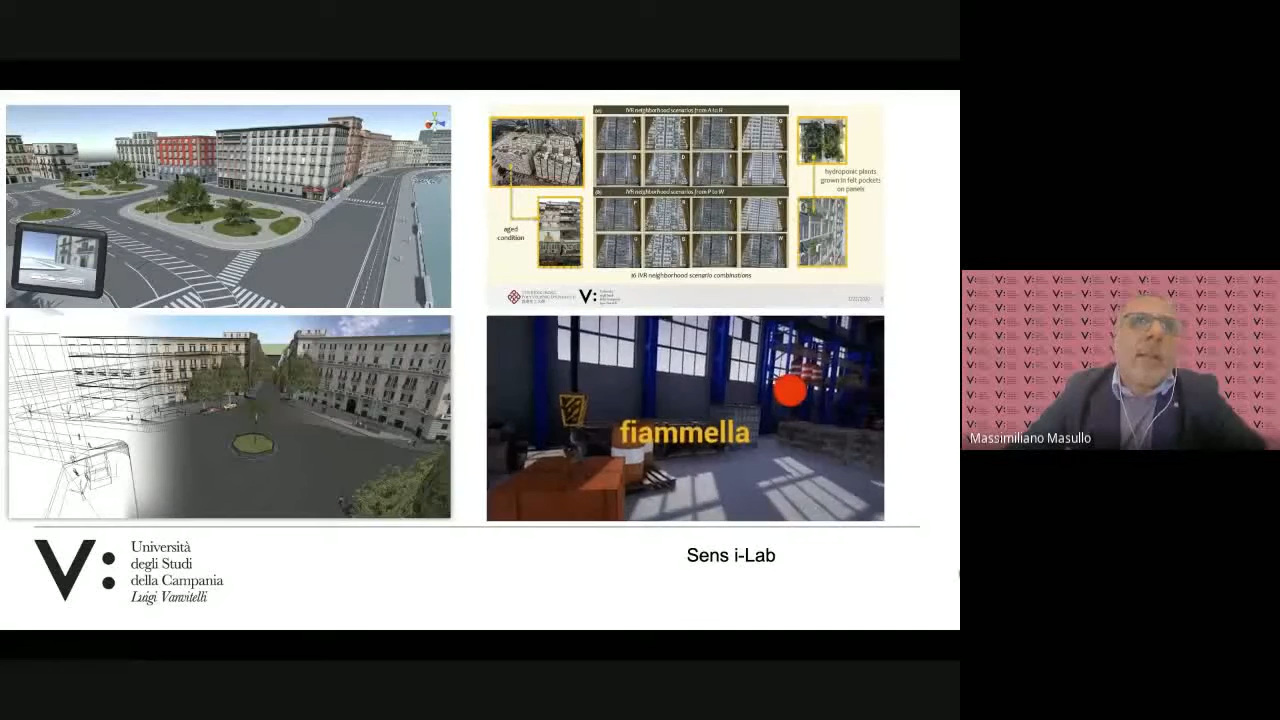 (a)
IVR neighborhood scenarios from A to H
A
C
E
G
B
D
F
H
(b)
IVR neighborhood scenarios from P to W
P
R
T
V
W
aged
condition
hydroponic plants
grown in felt pockets
on panels
IVR neighborhood scenario combinations
V:
fiammella
V:
Università
degli Studi
della Campania
Luigi Vanvitelli
Sens i-Lab
Massimiliano Masullo